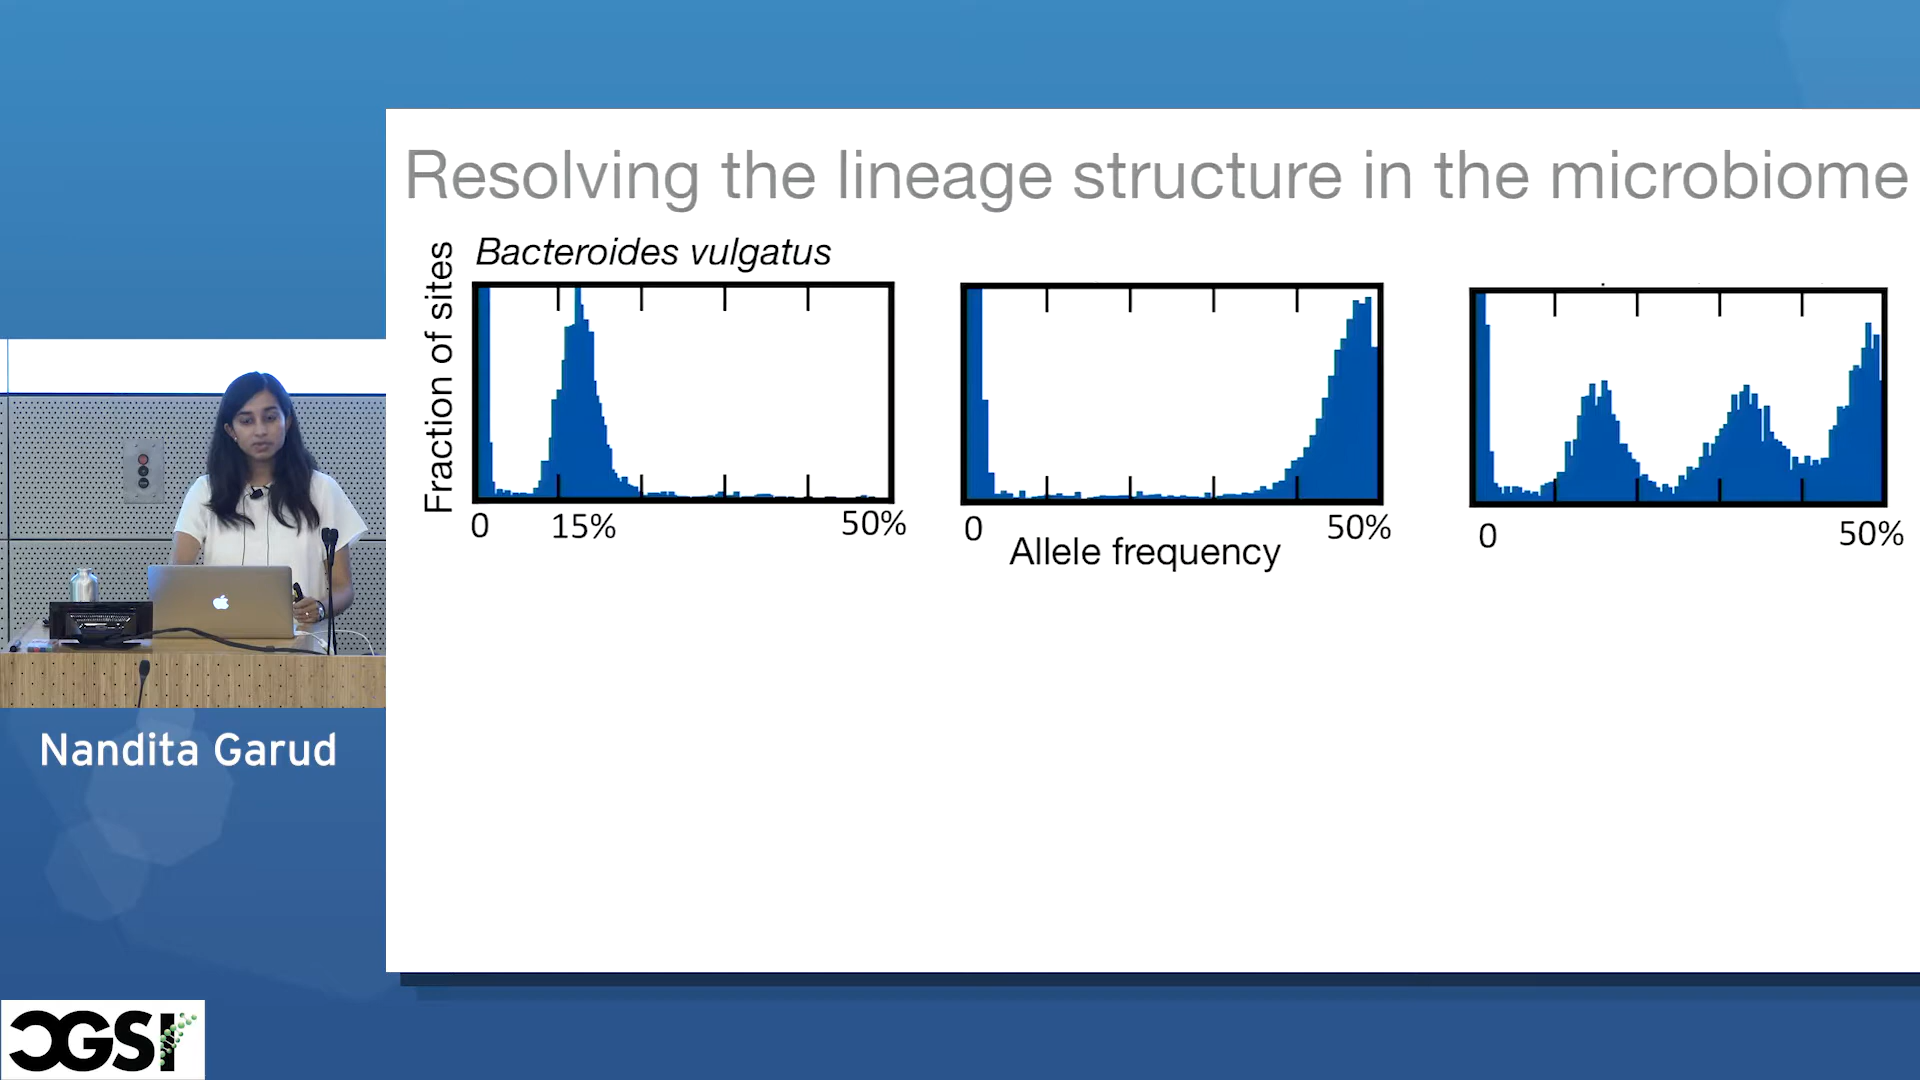 Resolving the lineage structure in the microbiome
Bacteroides vulgatus
Fraction of sites
0 15% 50%
0 50%
0 50%
Allele frequency
Nandita Garud
CGSI